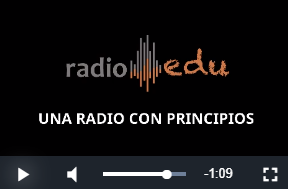 radio edu
UNA RADIO CON PRINCIPIOS
-1:09